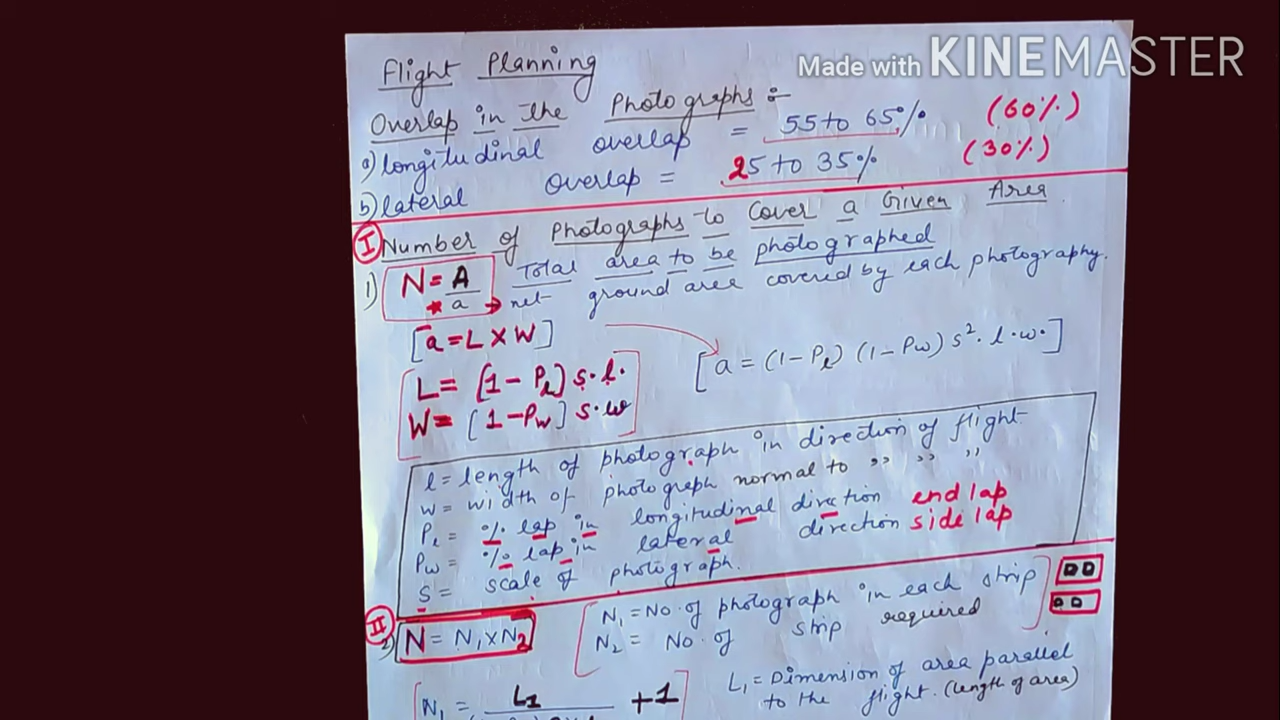 Made with KINEMASTER
Flight Planning
Overlap in the Photographs :-
a) longitudinal overlap = 55 to 65% (60%)
b) lateral overlap = 25 to 35% (30%)
I Number of Photographs to Cover a Given Area
1) N = A/a Total area to be photographed
→ net ground area covered by each photography.
[a = L X W]
[a = (1 - Pℓ) (1 - Pw) s². l. w.]
L = [1 - Pℓ] s. l.
W = [1 - Pw] s. w
l = length of photograph in direction of flight
w = width of photograph normal to ,, ,, ,,
Pℓ = % lap in longitudinal direction end lap
Pw = % lap in lateral direction side lap
S = scale of photograph.
II
2) N = N₁ x N₂
N₁ = No. of photograph in each strip
N₂ = No. of strip required
N₁ = L₁ +1
L₁ = Dimension of area parallel
to the flight. (length of area)